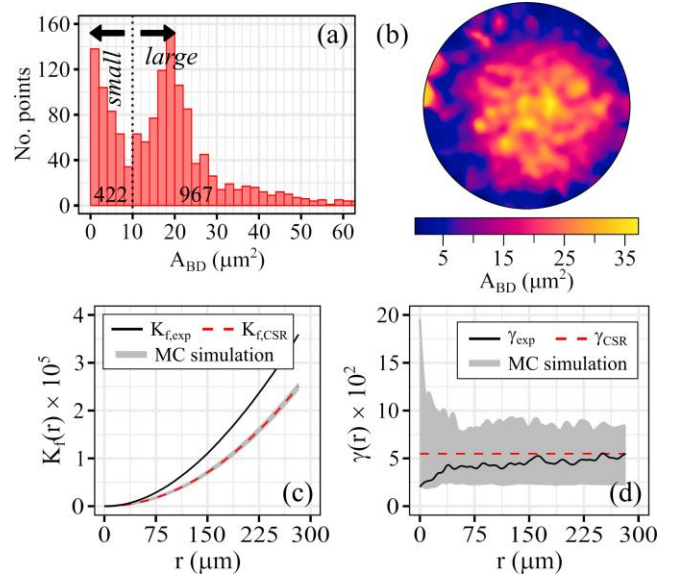 (a)
(b)
small
large
422
967
No. points
160
120
80
40
0
0 10 20 30 40 50 60
A_BD (μm²)
5 15 25 35
A_BD (μm²)
K_f,exp K_f,CSR
MC simulation
K_f(r) × 10⁵
4
3
2
1
0
(c)
0 75 150 225 300
r (μm)
γ_exp γ_CSR
MC simulation
γ(r) × 10²
20
15
10
5
0
(d)
0 75 150 225 300
r (μm)